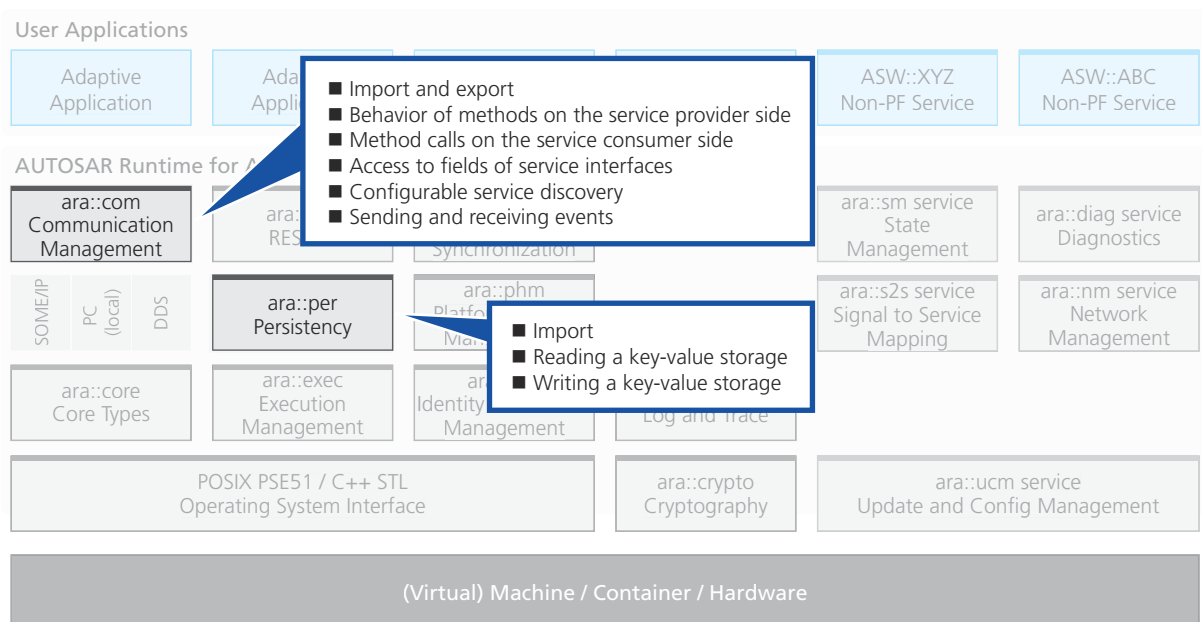 User Applications
Adaptive
Application
■ Import and export
■ Behavior of methods on the service provider side
■ Method calls on the service consumer side
■ Access to fields of service interfaces
■ Configurable service discovery
■ Sending and receiving events
ASW::XYZ
Non-PF Service
ASW::ABC
Non-PF Service
AUTOSAR Runtime for
ara::com
Communication
Management
Synchronization
ara::sm service
State
Management
ara::diag service
Diagnostics
SOME/IP
PC
(local)
DDS
ara::per
Persistency
ara::phm
■ Import
■ Reading a key-value storage
■ Writing a key-value storage
ara::s2s service
Signal to Service
Mapping
ara::nm service
Network
Management
ara::core
Core Types
ara::exec
Execution
Management
Identity
Management
Log and Trace
POSIX PSE51 / C++ STL
Operating System Interface
ara::crypto
Cryptography
ara::ucm service
Update and Config Management
(Virtual) Machine / Container / Hardware